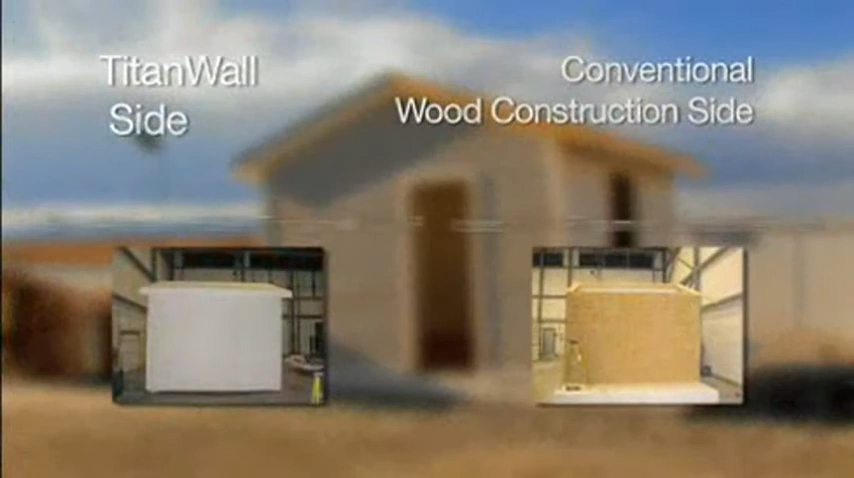 TitanWall
Side
Conventional
Wood Construction Side